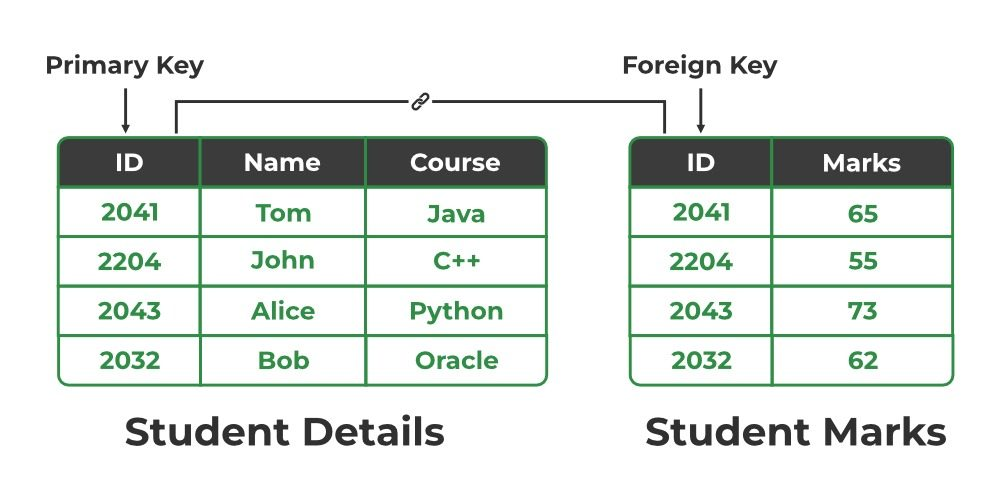 Primary Key
Foreign Key
ID Name Course
2041 Tom Java
2204 John C++
2043 Alice Python
2032 Bob Oracle
Student Details
ID Marks
2041 65
2204 55
2043 73
2032 62
Student Marks